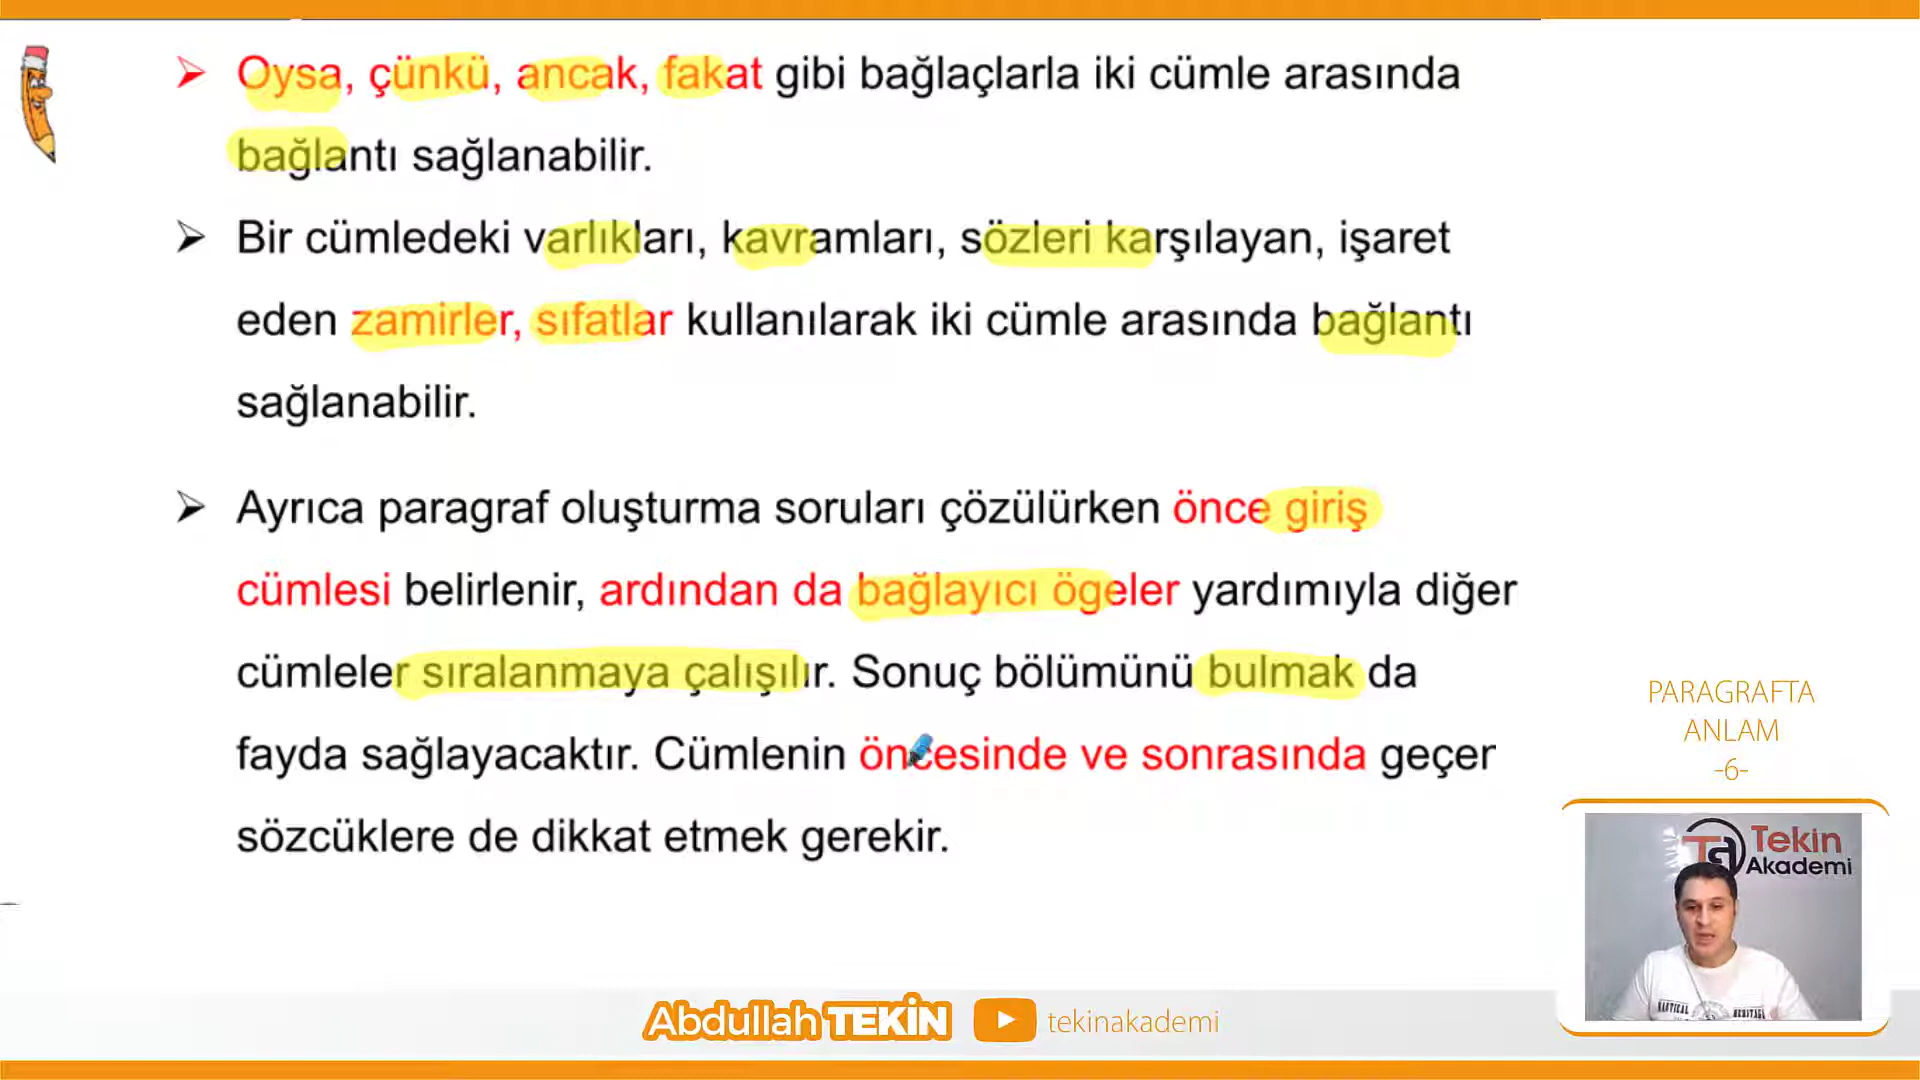 Oysa, çünkü, ancak, fakat gibi bağlaçlarla iki cümle arasında
bağlantı sağlanabilir.
Bir cümledeki varlıkları, kavramları, sözleri karşılayan, işaret
eden zamirler, sıfatlar kullanılarak iki cümle arasında bağlantı
sağlanabilir.
Ayrıca paragraf oluşturma soruları çözülürken önce giriş
cümlesi belirlenir, ardından da bağlayıcı ögeler yardımıyla diğer
cümleler sıralanmaya çalışılır. Sonuç bölümünü bulmak da
fayda sağlayacaktır. Cümlenin öncesinde ve sonrasında geçer
sözcüklere de dikkat etmek gerekir.
PARAGRAFTA
ANLAM
-6-
Ta Tekin
Akademi
NAUTICAL HERITAGE
Abdullah TEKİN tekinakademi